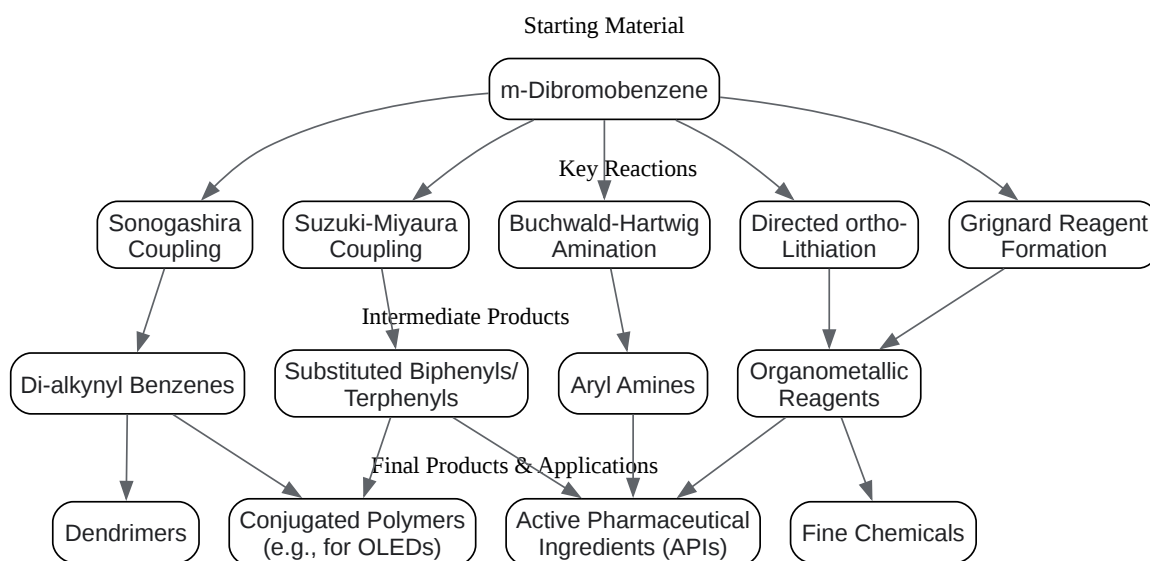 Starting Material
m-Dibromobenzene
Key Reactions
Sonogashira
Coupling
Suzuki-Miyaura
Coupling
Buchwald-Hartwig
Amination
Directed ortho-
Lithiation
Grignard Reagent
Formation
Intermediate Products
Di-alkynyl Benzenes
Substituted Biphenyls/
Terphenyls
Aryl Amines
Organometallic
Reagents
Final Products & Applications
Dendrimers
Conjugated Polymers
(e.g., for OLEDs)
Active Pharmaceutical
Ingredients (APIs)
Fine Chemicals